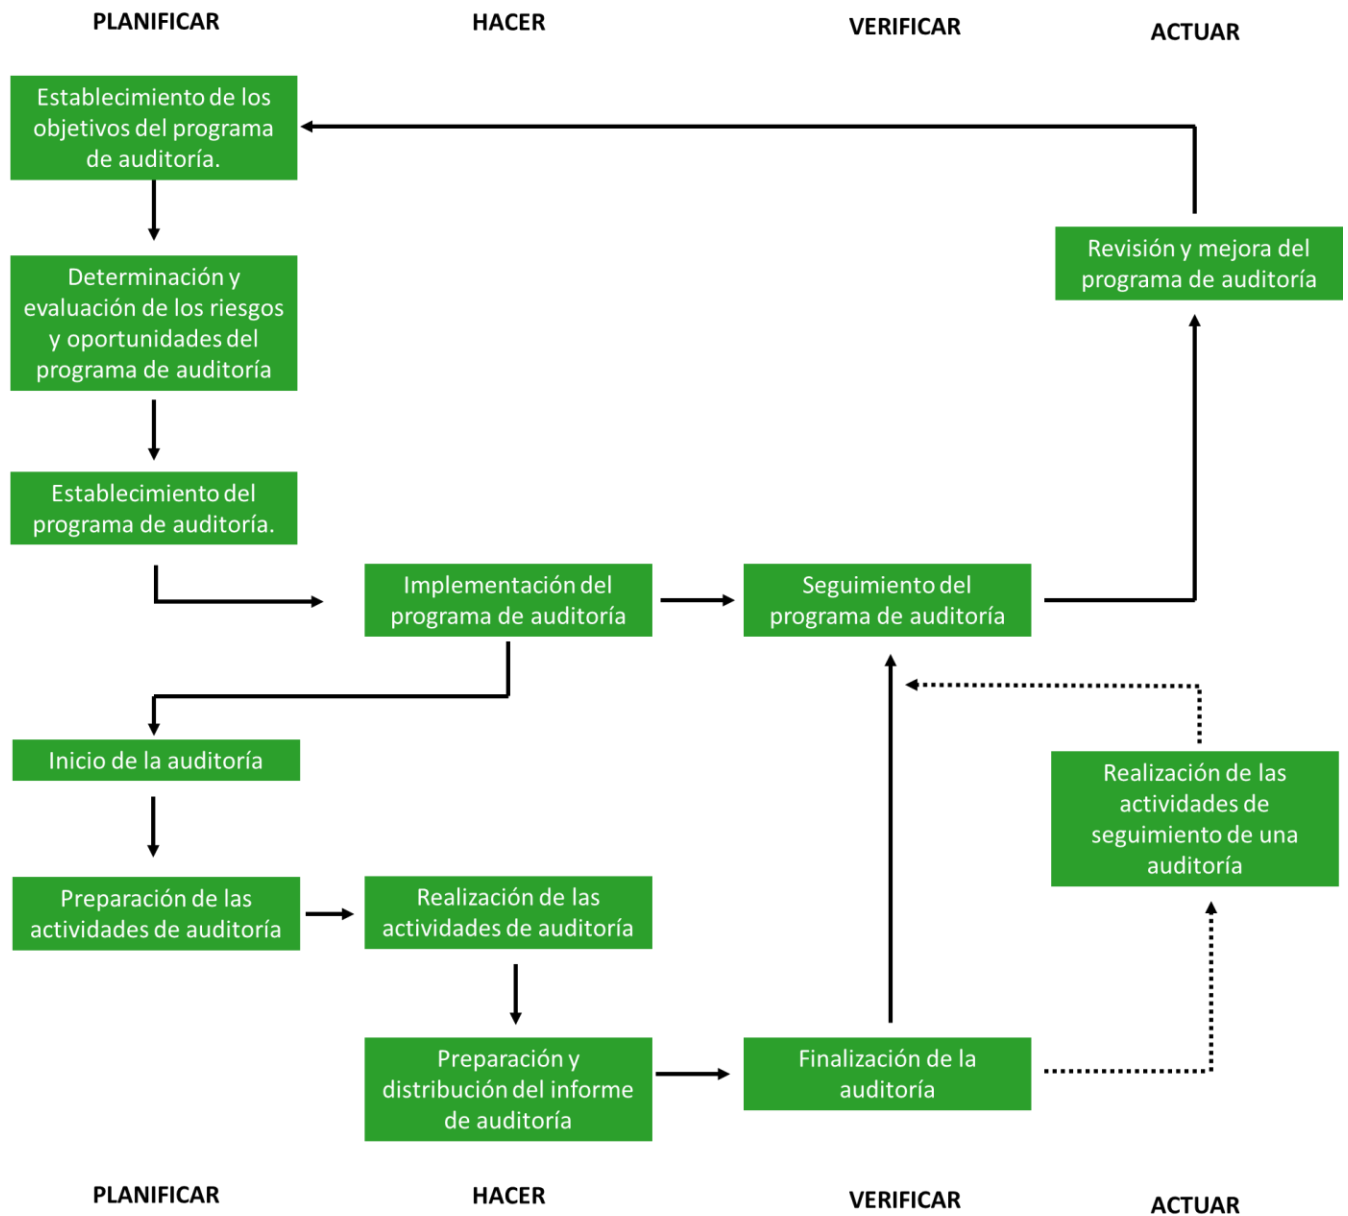 PLANIFICAR
HACER
VERIFICAR
ACTUAR
Establecimiento de los
objetivos del programa
de auditoría.
Revisión y mejora del
programa de auditoría
Determinación y
evaluación de los riesgos
y oportunidades del
programa de auditoría
Establecimiento del
programa de auditoría.
Implementación del
programa de auditoría
Seguimiento del
programa de auditoría
Inicio de la auditoría
Realización de las
actividades de
seguimiento de una
auditoría
Preparación de las
actividades de auditoría
Realización de las
actividades de auditoría
Preparación y
distribución del informe
de auditoría
Finalización de la
auditoría
PLANIFICAR
HACER
VERIFICAR
ACTUAR